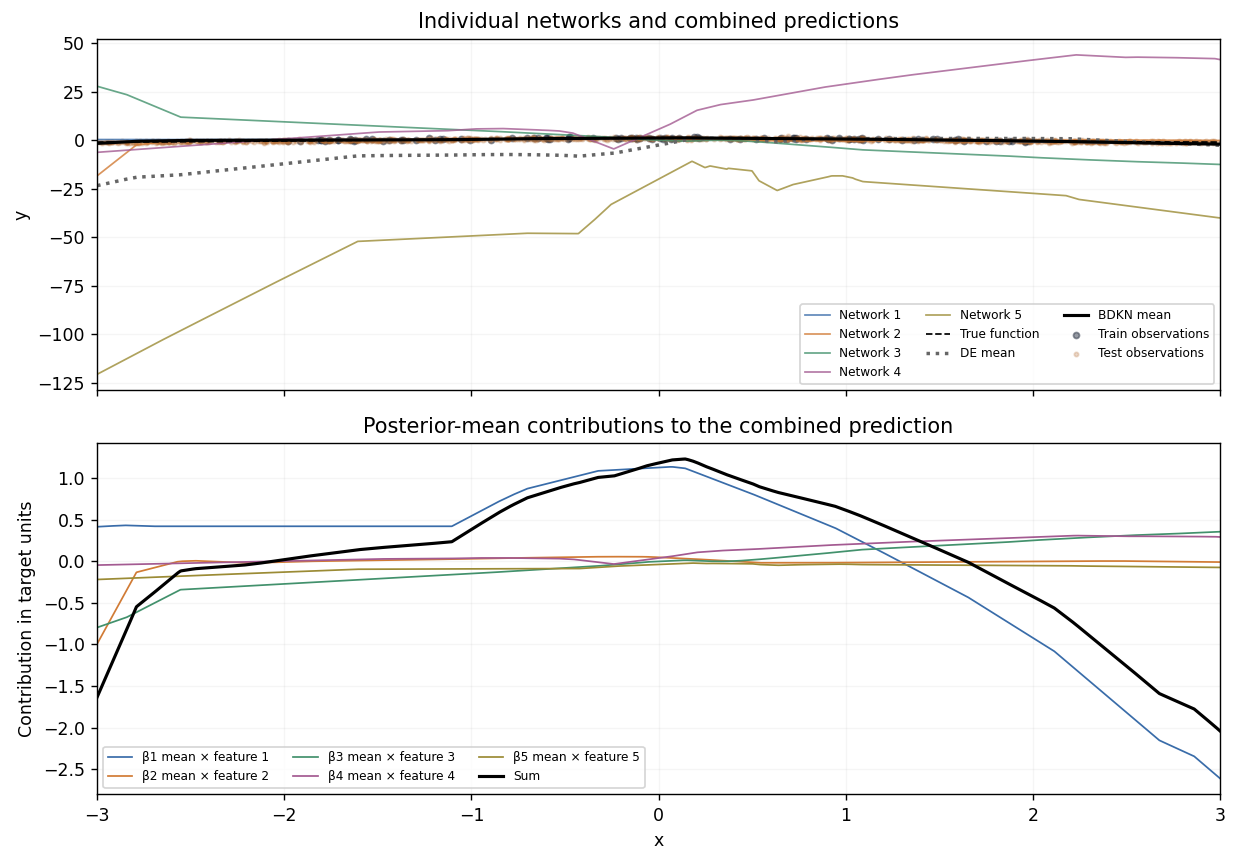 Individual networks and combined predictions
50
25
0
−25
−50
−75
−100
−125
y
Network 1
Network 2
Network 3
Network 4
Network 5
True function
DE mean
BDKN mean
Train observations
Test observations
Posterior-mean contributions to the combined prediction
1.0
0.5
0.0
−0.5
−1.0
−1.5
−2.0
−2.5
Contribution in target units
β1 mean × feature 1
β2 mean × feature 2
β3 mean × feature 3
β4 mean × feature 4
β5 mean × feature 5
Sum
−3 −2 −1 0 1 2 3
x